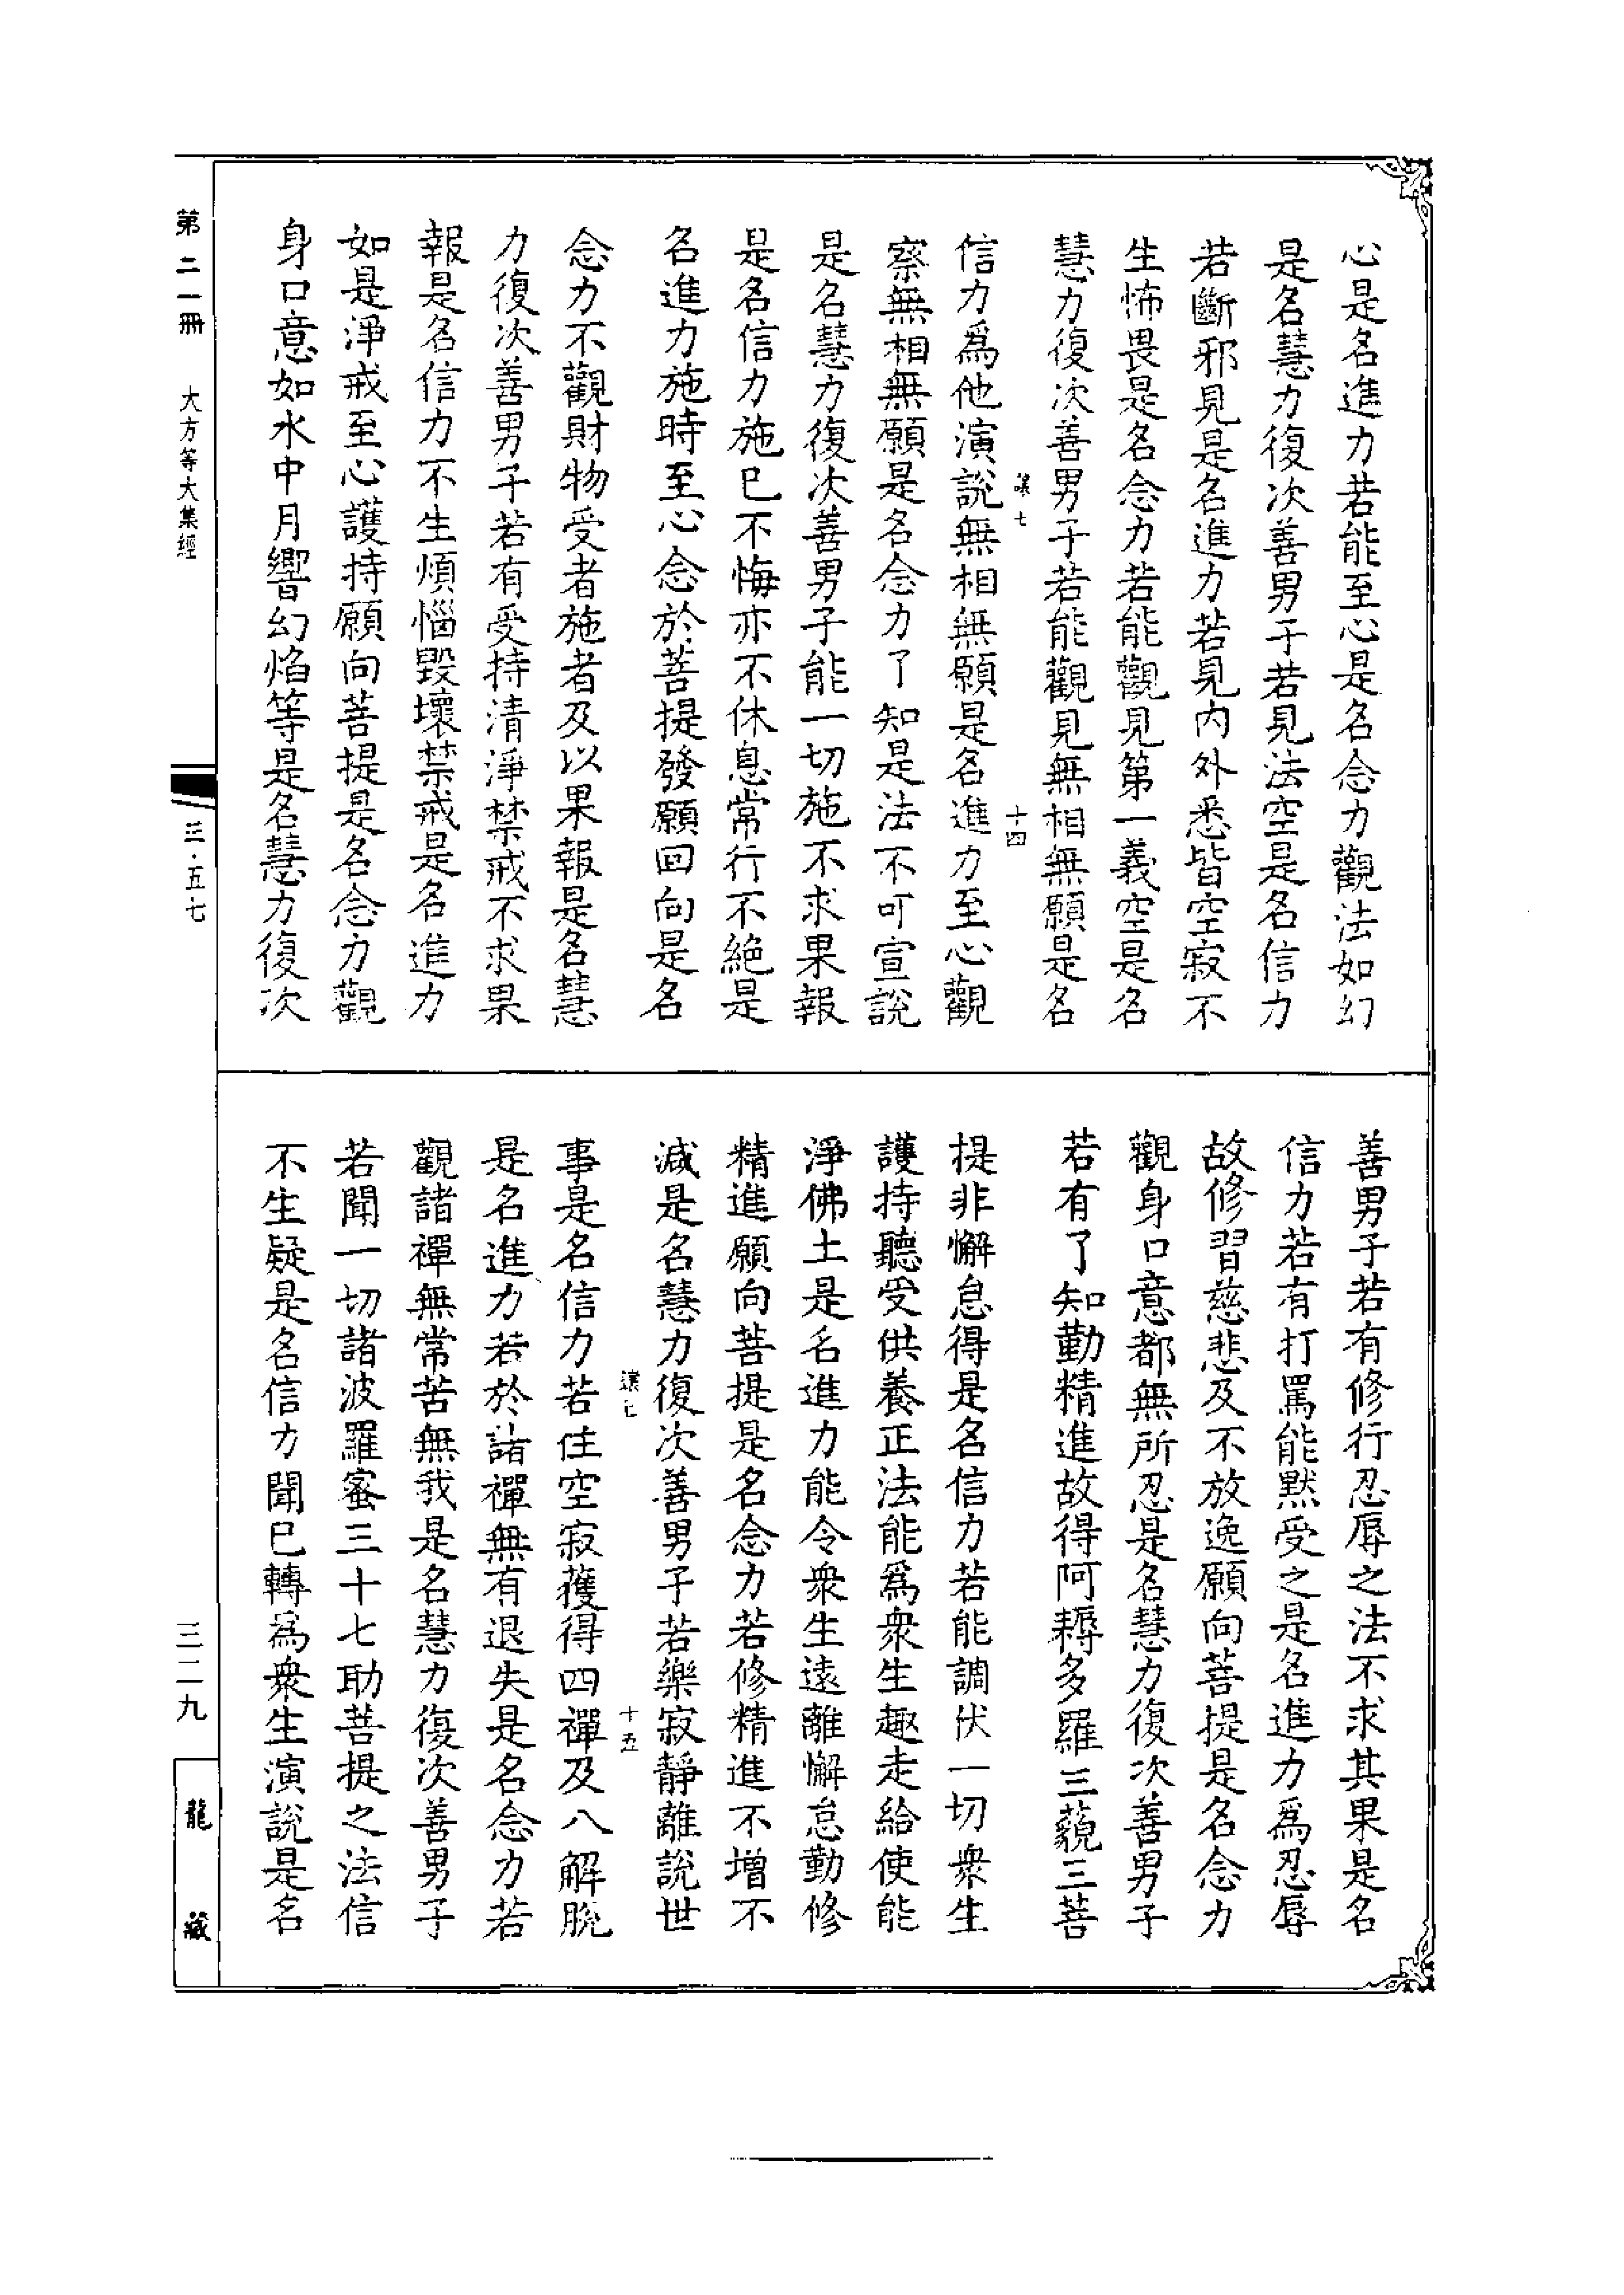 心是名進力若能至心是名念力觀法如幻
是名慧力復次善男子若見法空是名信力
若斷邪見是名進力若見內外悉皆空寂不
生怖畏是名念力若能觀見第一義空是名
慧力復次善男子若能觀見無相無願是名
十四
信力爲他演說無相無願是名進力至心觀
察無相無願是名念力了知是法不可宣說
是名慧力復次善男子能一切施不求果報
是名信力施已不悔亦不休息常行不絶是
名進力施時至心念於菩提發願回向是名
念力不觀財物受者施者及以果報是名慧
力復次善男子若有受持清淨禁戒不求果
報是名信力不生煩惱毀壞禁戒是名進力
如是淨戒至心護持願向菩提是名念力觀
身口意如水中月響幻焰等是名慧力復次
善男子若有修行忍辱之法不求其果是名
信力若有打罵能默受之是名進力爲忍辱
故修習慈悲及不放逸願向菩提是名念力
觀身口意都無所忍是名慧力復次善男子
若有了知勤精進故得阿耨多羅三藐三菩
提非懈怠得是名信力若能調伏一切衆生
護持聽受供養正法能爲衆生趣走給使能
淨佛土是名進力能令衆生遠離懈怠勤修
精進願向菩提是名念力若修精進不增不
減是名慧力復次善男子若樂寂靜離說世
十五
事是名信力若住空寂獲得四禪及八解脫
是名進力若於諸禪無有退失是名念力若
觀諸禪無常苦無我是名慧力復次善男子
若聞一切諸波羅蜜三十七助菩提之法信
不生疑是名信力聞已轉爲衆生演說是名
第二一冊 大方等大集經 三·五七 三二九 龍藏